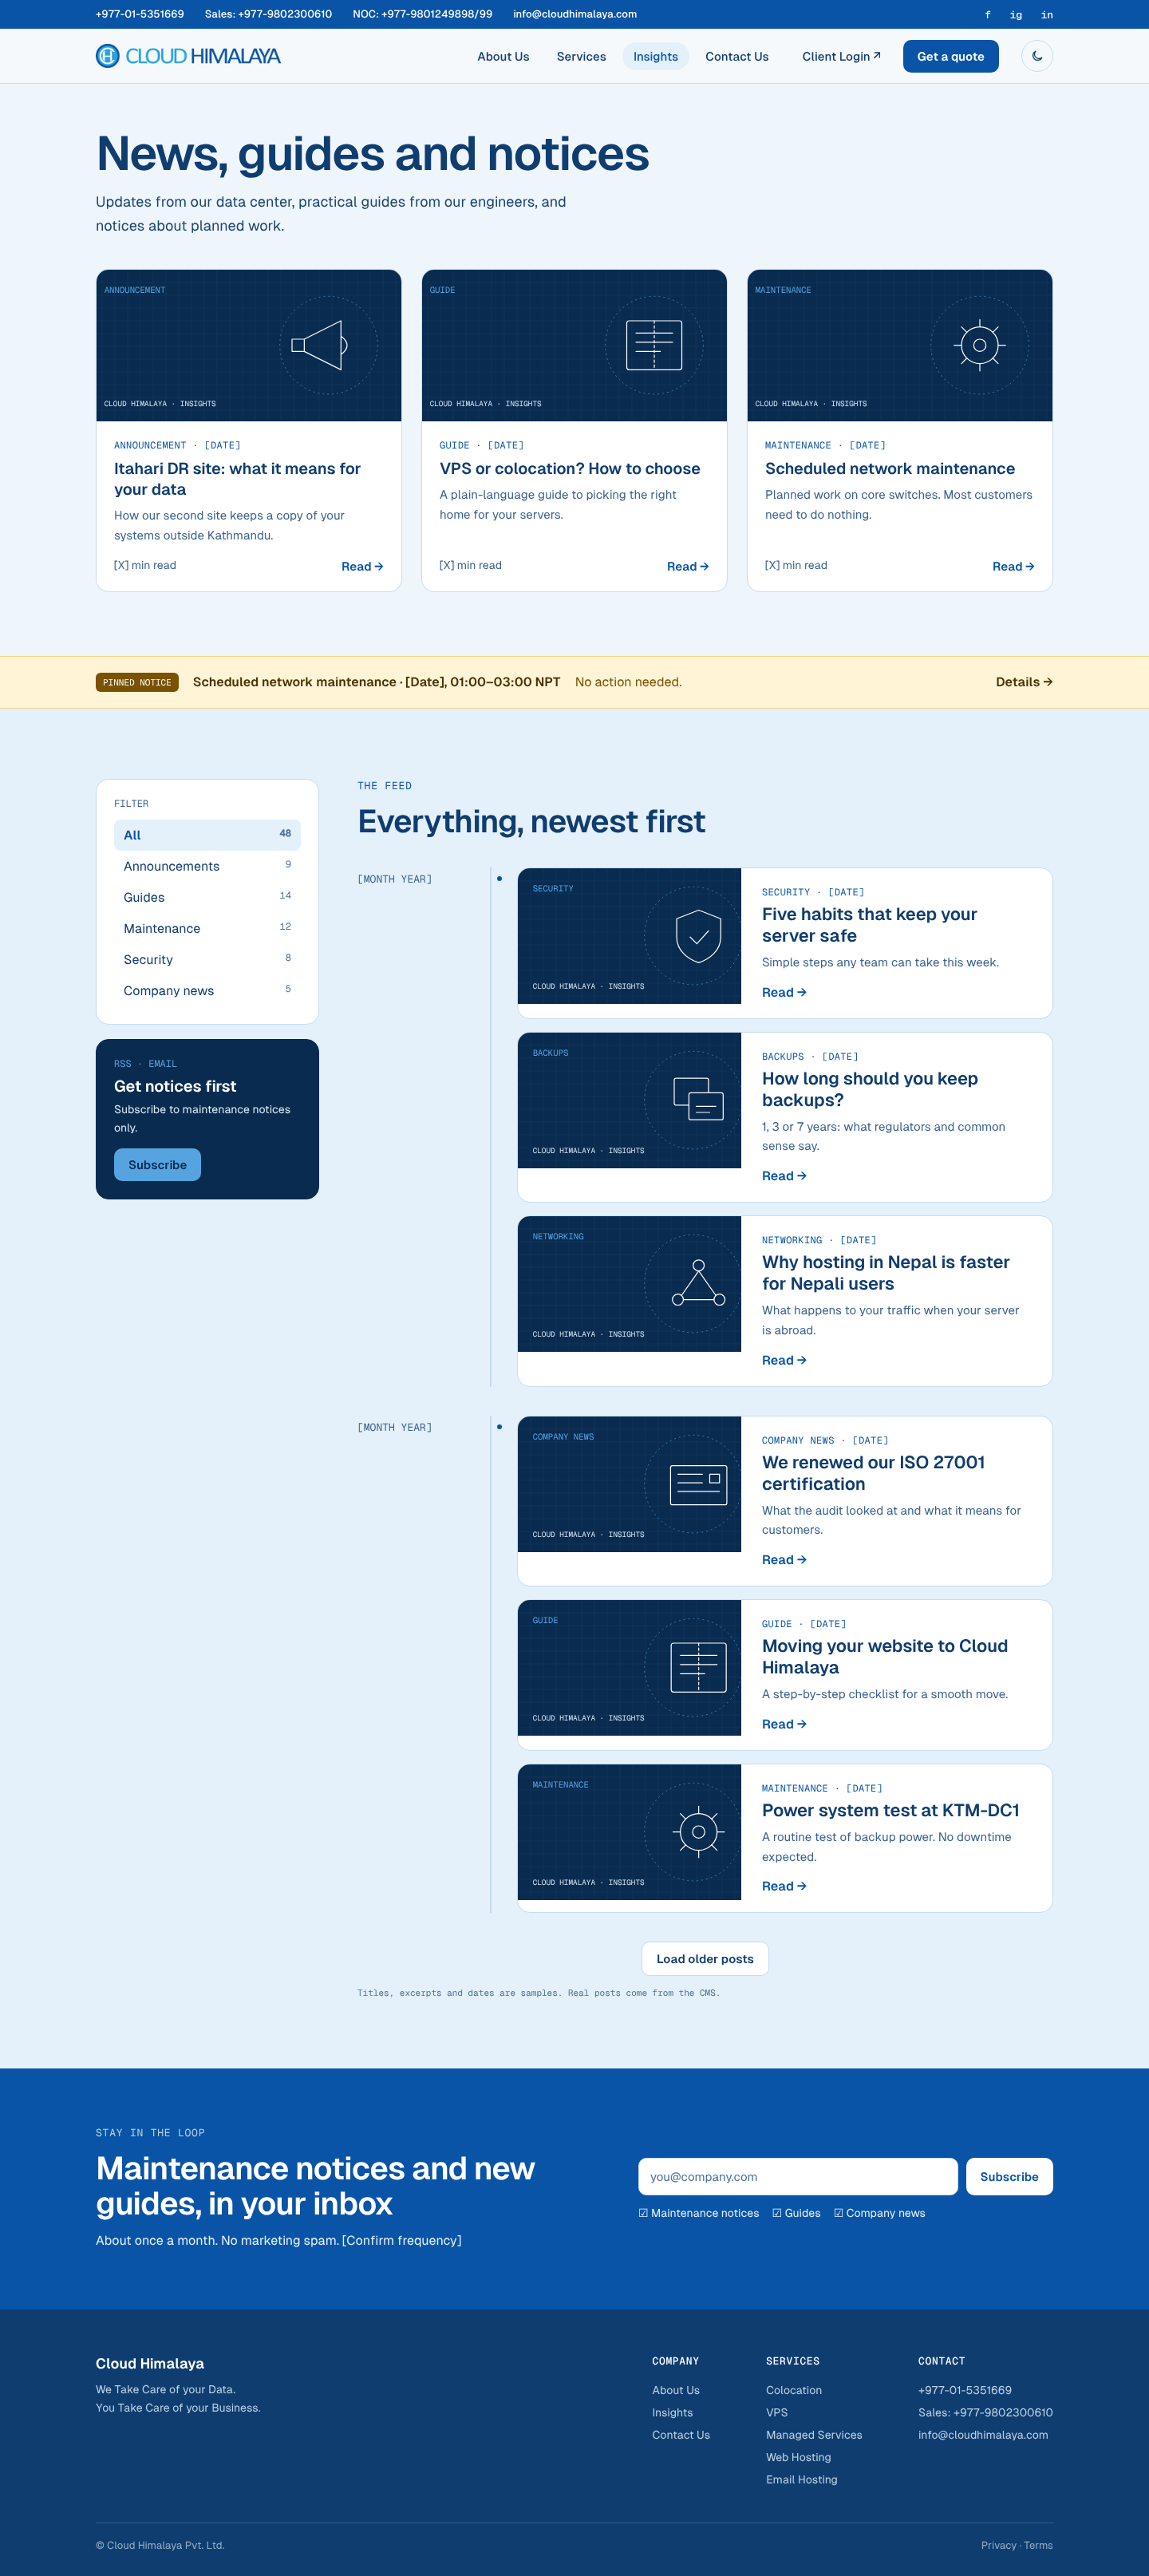 +977-01-5351669 Sales: +977-9802300610 NOC: +977-9801249898/99 info@cloudhimalaya.com f ig in
CLOUD HIMALAYA About Us Services Insights Contact Us Client Login ↗ Get a quote
News, guides and notices
Updates from our data center, practical guides from our engineers, and
notices about planned work.
ANNOUNCEMENT
CLOUD HIMALAYA · INSIGHTS
ANNOUNCEMENT · [DATE]
Itahari DR site: what it means for
your data
How our second site keeps a copy of your
systems outside Kathmandu.
[X] min read Read →
GUIDE
CLOUD HIMALAYA · INSIGHTS
GUIDE · [DATE]
VPS or colocation? How to choose
A plain-language guide to picking the right
home for your servers.
[X] min read Read →
MAINTENANCE
CLOUD HIMALAYA · INSIGHTS
MAINTENANCE · [DATE]
Scheduled network maintenance
Planned work on core switches. Most customers
need to do nothing.
[X] min read Read →
PINNED NOTICE Scheduled network maintenance · [Date], 01:00–03:00 NPT No action needed. Details →
FILTER
All 48
Announcements 9
Guides 14
Maintenance 12
Security 8
Company news 5
RSS · EMAIL
Get notices first
Subscribe to maintenance notices
only.
Subscribe
THE FEED
Everything, newest first
[MONTH YEAR]
SECURITY
CLOUD HIMALAYA · INSIGHTS
SECURITY · [DATE]
Five habits that keep your
server safe
Simple steps any team can take this week.
Read →
BACKUPS
CLOUD HIMALAYA · INSIGHTS
BACKUPS · [DATE]
How long should you keep
backups?
1, 3 or 7 years: what regulators and common
sense say.
Read →
NETWORKING
CLOUD HIMALAYA · INSIGHTS
NETWORKING · [DATE]
Why hosting in Nepal is faster
for Nepali users
What happens to your traffic when your server
is abroad.
Read →
[MONTH YEAR]
COMPANY NEWS
CLOUD HIMALAYA · INSIGHTS
COMPANY NEWS · [DATE]
We renewed our ISO 27001
certification
What the audit looked at and what it means for
customers.
Read →
GUIDE
CLOUD HIMALAYA · INSIGHTS
GUIDE · [DATE]
Moving your website to Cloud
Himalaya
A step-by-step checklist for a smooth move.
Read →
MAINTENANCE
CLOUD HIMALAYA · INSIGHTS
MAINTENANCE · [DATE]
Power system test at KTM-DC1
A routine test of backup power. No downtime
expected.
Read →
Load older posts
Titles, excerpts and dates are samples. Real posts come from the CMS.
STAY IN THE LOOP
Maintenance notices and new
guides, in your inbox
About once a month. No marketing spam. [Confirm frequency]
you@company.com Subscribe
☑ Maintenance notices ☑ Guides ☑ Company news
Cloud Himalaya
We Take Care of your Data.
You Take Care of your Business.
COMPANY
About Us
Insights
Contact Us
SERVICES
Colocation
VPS
Managed Services
Web Hosting
Email Hosting
CONTACT
+977-01-5351669
Sales: +977-9802300610
info@cloudhimalaya.com
© Cloud Himalaya Pvt. Ltd. Privacy · Terms